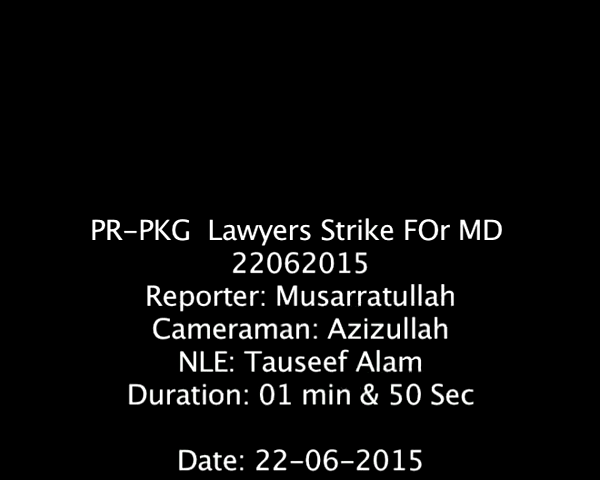 PR-PKG  Lawyers Strike FOr MD
22062015
Reporter: Musarratullah
Cameraman: Azizullah
NLE: Tauseef Alam
Duration: 01 min & 50 Sec
Date: 22-06-2015